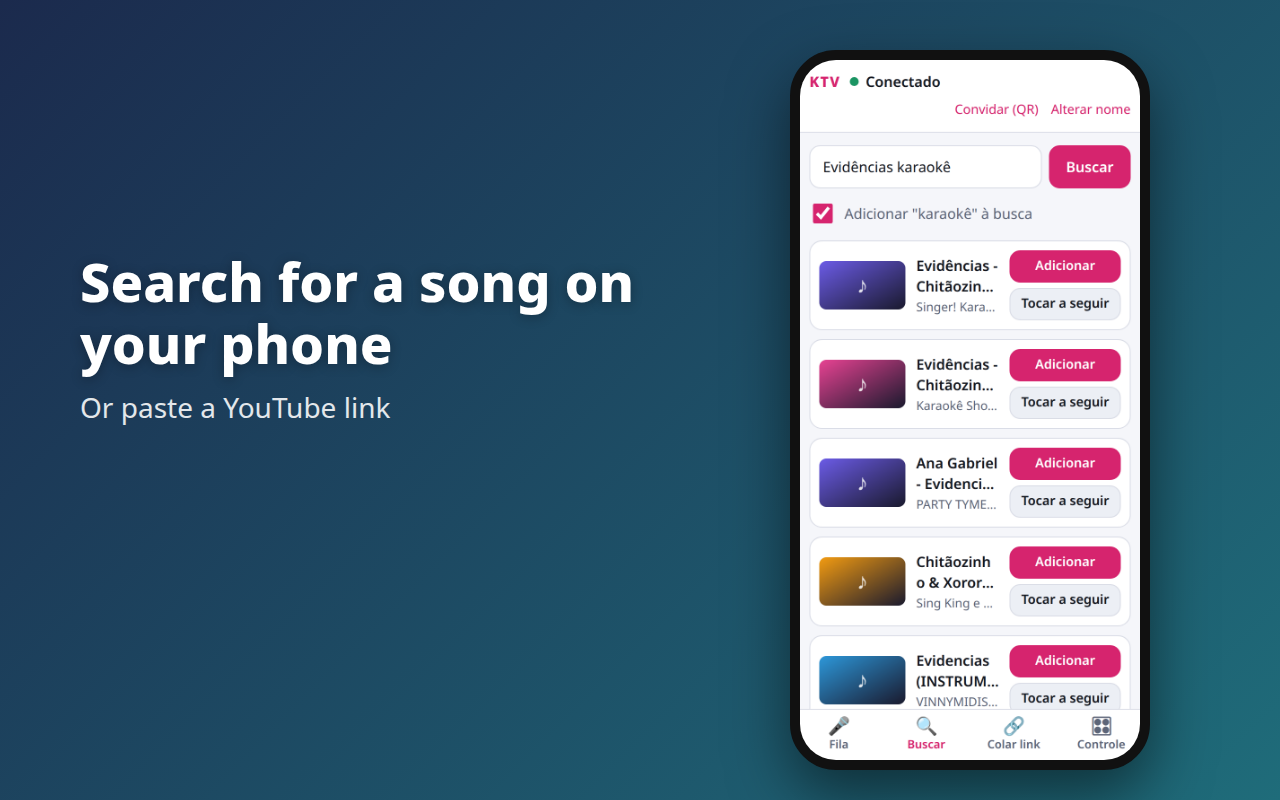 Search for a song on
your phone
Or paste a YouTube link
KTV Conectado
Convidar (QR) Alterar nome
Evidências karaokê
Buscar
Adicionar "karaokê" à busca
Evidências -
Chitãozin...
Singer! Kara...
Adicionar
Tocar a seguir
Evidências -
Chitãozin...
Karaokê Sho...
Adicionar
Tocar a seguir
Ana Gabriel
- Evidenci...
PARTY TYME...
Adicionar
Tocar a seguir
Chitãozinh
o & Xoror...
Sing King e ...
Adicionar
Tocar a seguir
Evidencias
(INSTRUM...
VINNYMIDIS...
Adicionar
Tocar a seguir
Fila
Buscar
Colar link
Controle